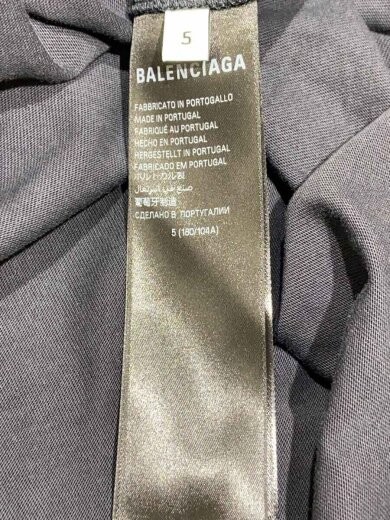 5
BALENCIAGA
FABBRICATO IN PORTOGALLO
MADE IN PORTUGAL
FABRIQUÉ AU PORTUGAL
HECHO EN PORTUGAL
HERGESTELLT IN PORTUGAL
FABRICADO EM PORTUGAL
ポルトガル製
صنع في البرتغال
葡萄牙制造
СДЕЛАНО В ПОРТУГАЛИИ
5 (180/104A)